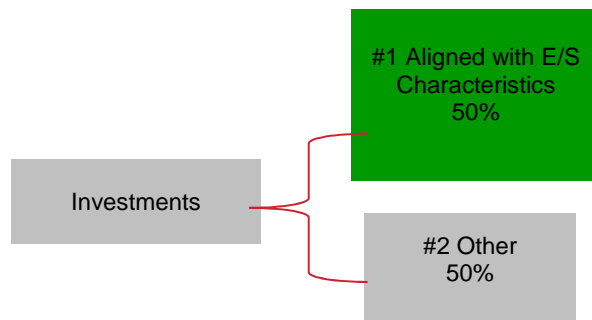 #1 Aligned with E/S
Characteristics
50%
Investments
#2 Other
50%